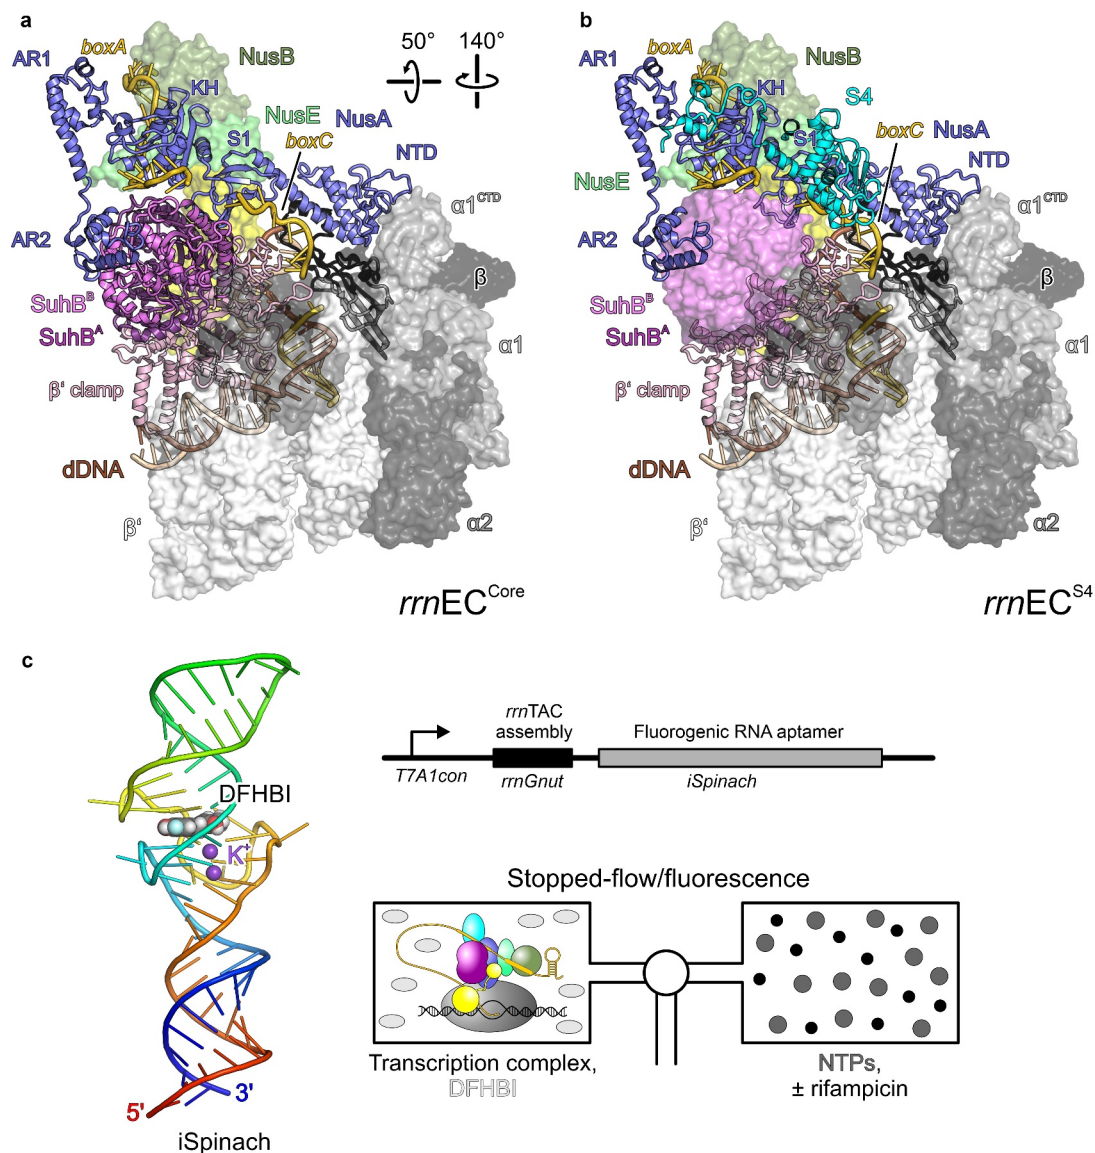 a
boxA
AR1
NusB
50°
140°
KH
NusE
NusA
boxC
S1
NTD
α1CTD
AR2
β
SuhBB
SuhBA
α1
β‘ clamp
dDNA
β‘
α2
rrnECCore
b
boxA
AR1
NusB
KH
S4
boxC
NusA
S1
NTD
NusE
α1CTD
AR2
β
SuhBB
SuhBA
α1
β‘ clamp
dDNA
β‘
α2
rrnECS4
c
DFHBI
K+
5'
3'
iSpinach
rrnTAC
assembly
Fluorogenic RNA aptamer
T7A1con
rrnGnut
iSpinach
Stopped-flow/fluorescence
Transcription complex,
DFHBI
NTPs,
± rifampicin